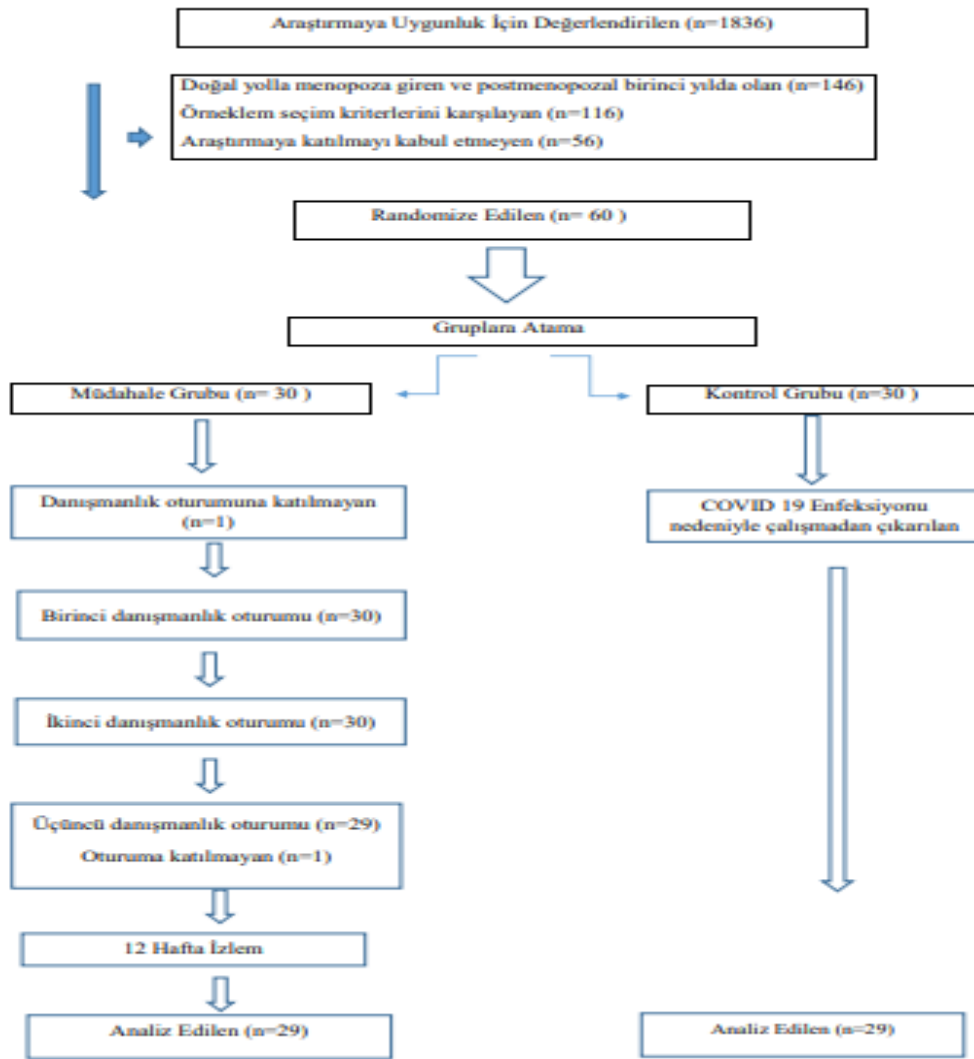 Araştırmaya Uygunluk İçin Değerlendirilen (n=1836)
Doğal yolla menopoza giren ve postmenopozal birinci yılda olan (n=146)
Örneklem seçim kriterlerini karşılayan (n=116)
Araştırmaya katılmayı kabul etmeyen (n=56)
Randomize Edilen (n= 60 )
Gruplara Atama
Müdahale Grubu (n= 30 )
Kontrol Grubu (n=30 )
Danışmanlık oturumuna katılmayan
(n=1)
COVID 19 Enfeksiyonu
nedeniyle çalışmadan çıkarılan
Birinci danışmanlık oturumu (n=30)
İkinci danışmanlık oturumu (n=30)
Üçüncü danışmanlık oturumu (n=29)
Oturuma katılmayan (n=1)
12 Hafta İzlem
Analiz Edilen (n=29)
Analiz Edilen (n=29)